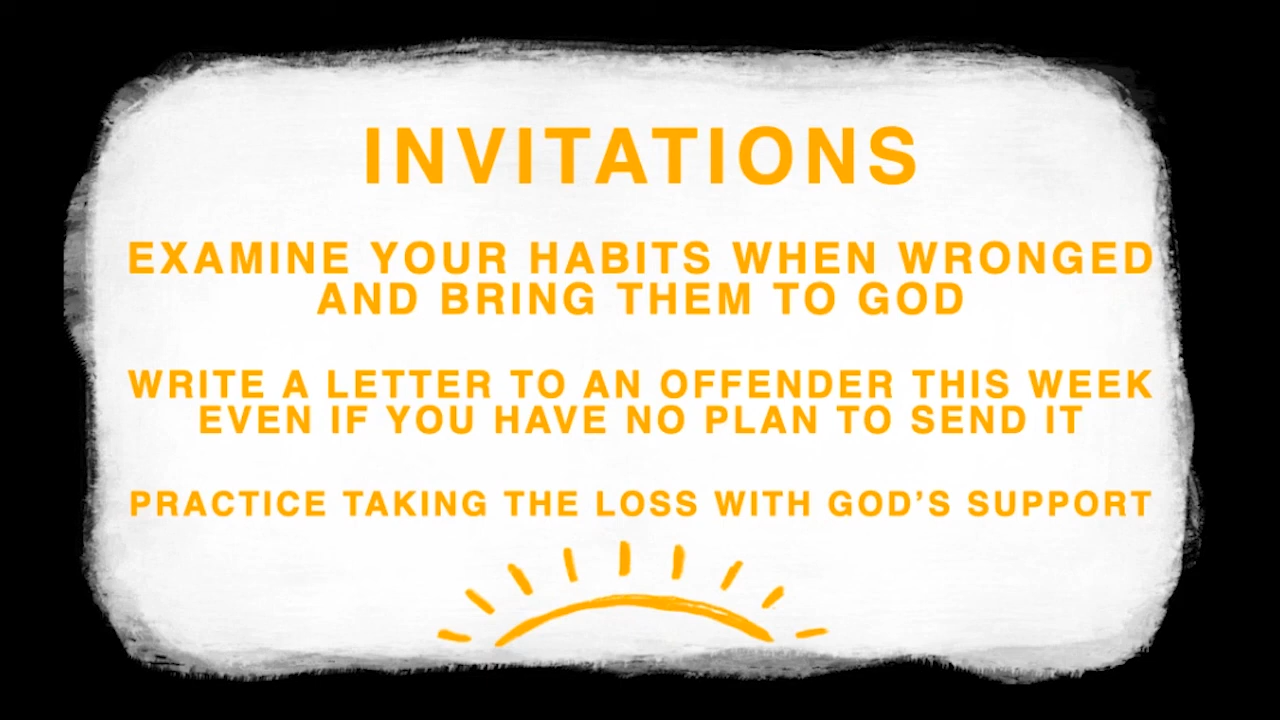 INVITATIONS
EXAMINE YOUR HABITS WHEN WRONGED
AND BRING THEM TO GOD
WRITE A LETTER TO AN OFFENDER THIS WEEK
EVEN IF YOU HAVE NO PLAN TO SEND IT
PRACTICE TAKING THE LOSS WITH GOD’S SUPPORT